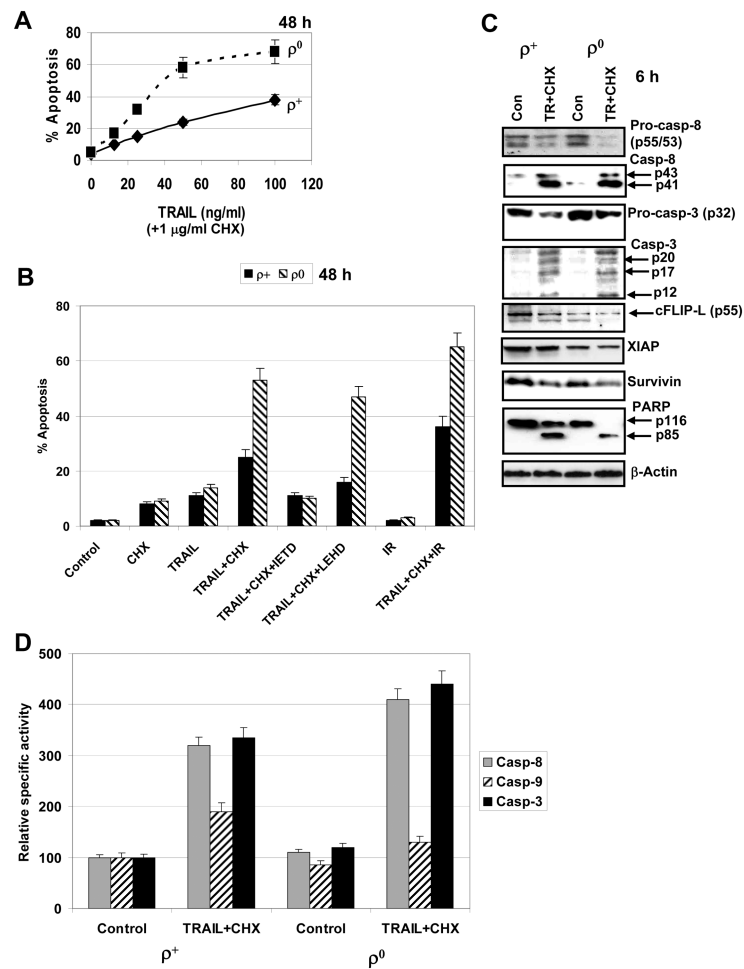 A
48 h
% Apoptosis
80
60
40
20
0
ρ0
ρ+
0 20 40 60 80 100 120
TRAIL (ng/ml)
(+1 μg/ml CHX)
B
ρ+ ρ0 48 h
% Apoptosis
80
60
40
20
0
Control
CHX
TRAIL
TRAIL+CHX
TRAIL+CHX+IETD
TRAIL+CHX+LEHD
IR
TRAIL+CHX+IR
C
ρ+ ρ0
6 h
Con
TR+CHX
Con
TR+CHX
Pro-casp-8
(p55/53)
Casp-8
p43
p41
Pro-casp-3 (p32)
Casp-3
p20
p17
p12
cFLIP-L (p55)
XIAP
Survivin
PARP
p116
p85
β-Actin
D
Relative specific activity
500
400
300
200
100
0
Control TRAIL+CHX Control TRAIL+CHX
ρ+ ρ0
Casp-8
Casp-9
Casp-3